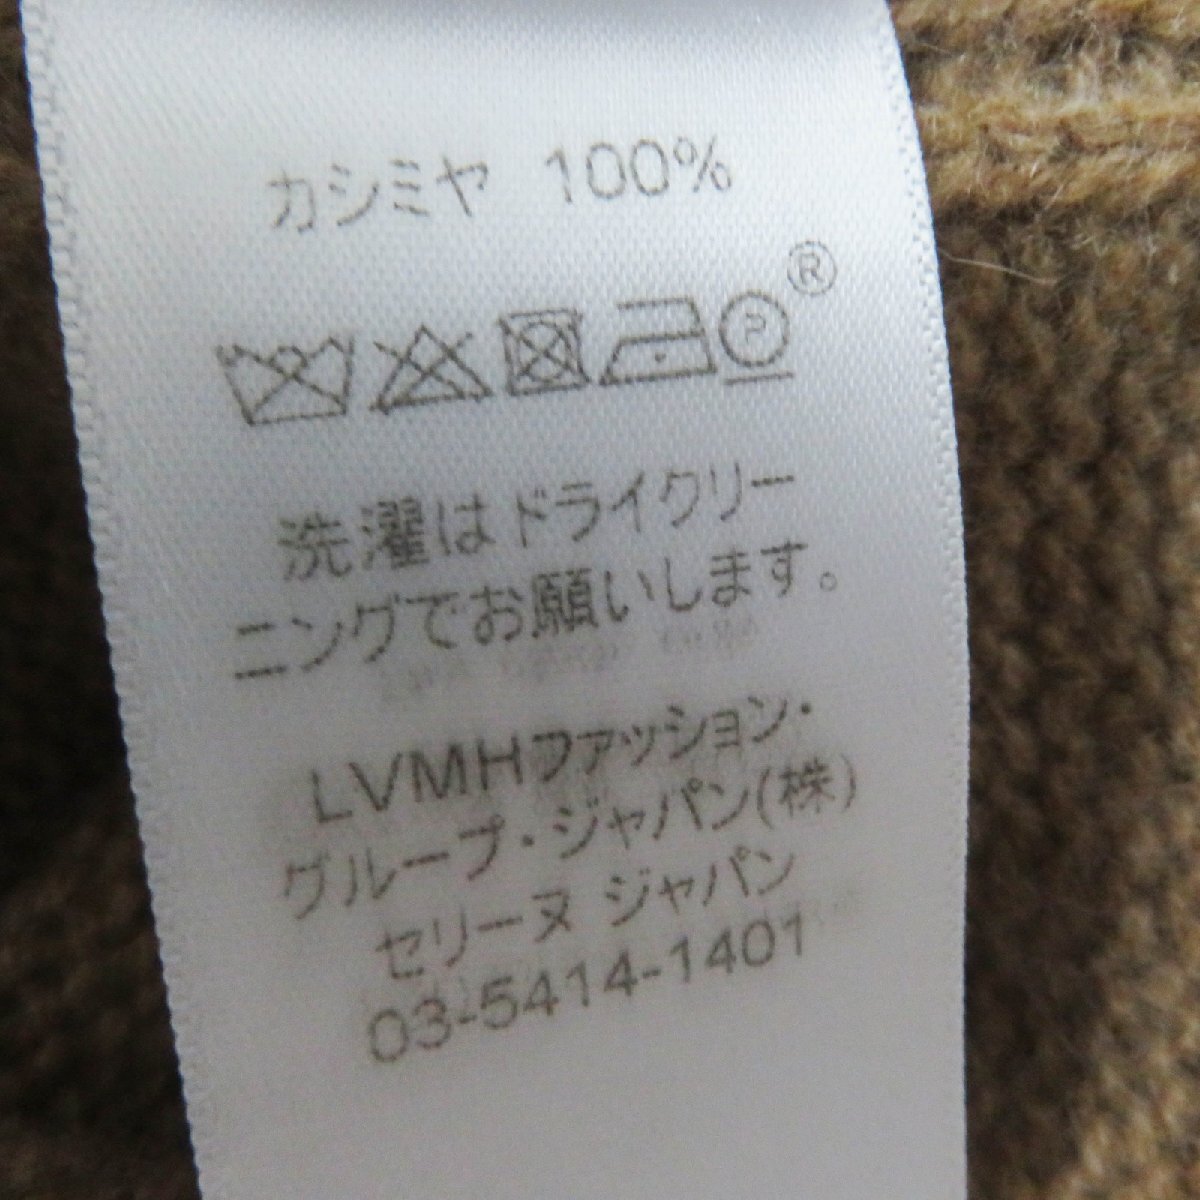 カシミヤ 100%
®
P
洗濯はドライクリー
ニングでお願いします。
LVMHファッション・
グループ・ジャパン(株)
セリーヌ ジャパン
03-5414-1401